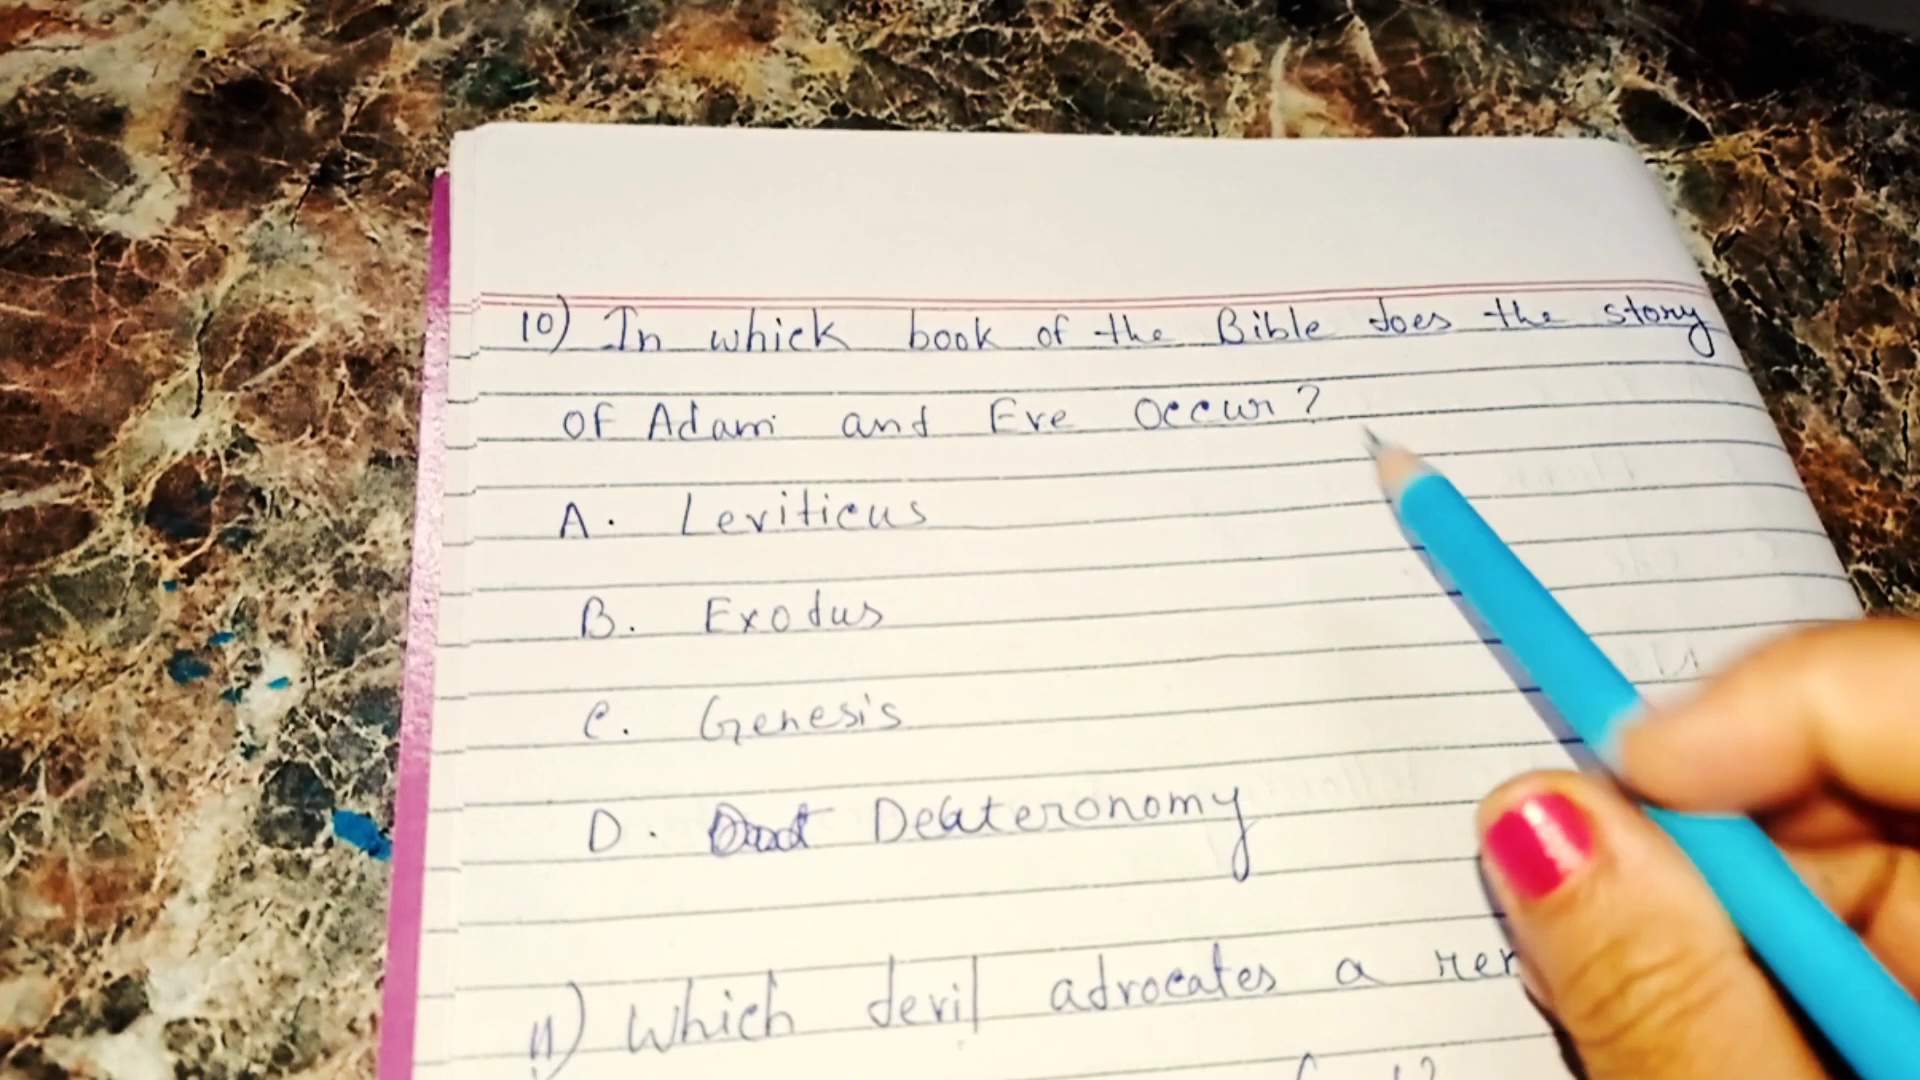 10) In which book of the Bible does the story
of Adam and Eve Occur?
A. Leviticus
B. Exodus
C. Genesis
D. Deuteronomy
11) Which devil advocates a